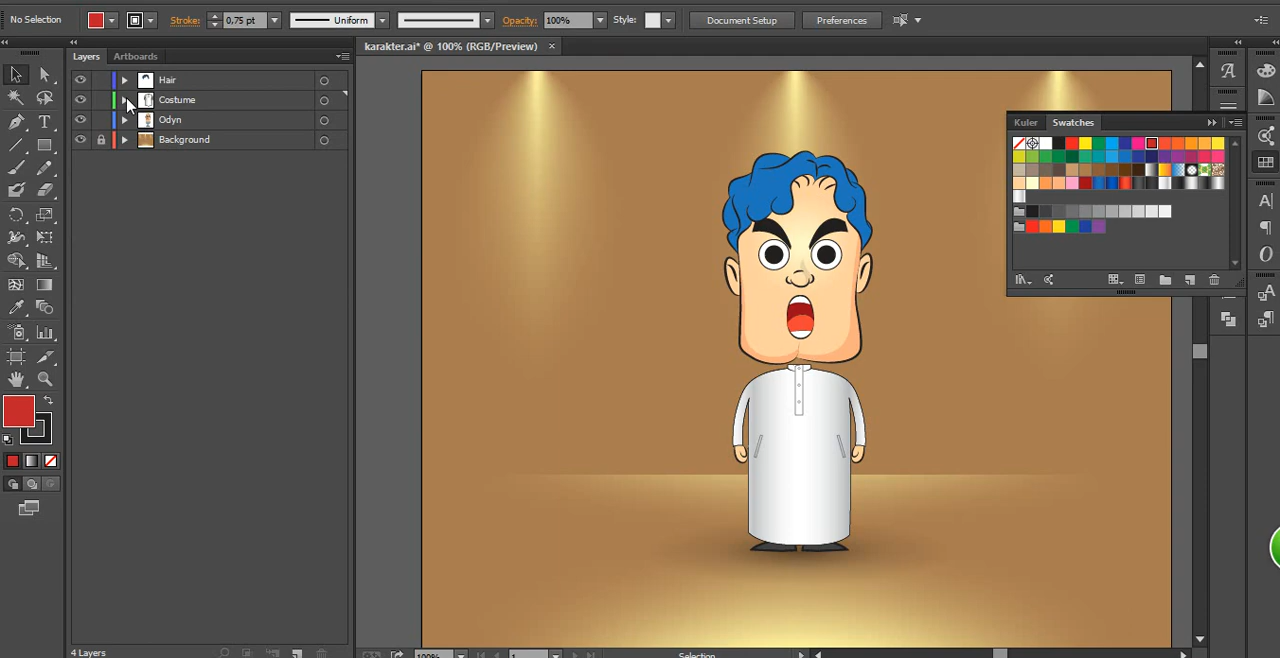 No Selection Stroke: 0,75 pt Uniform Opacity: 100% Style: Document Setup Preferences
Layers Artboards
karakter.ai* @ 100% (RGB/Preview) ×
Hair
Costume
Odyn
Background
Kuler Swatches
4 Layers
100% 1 Selection